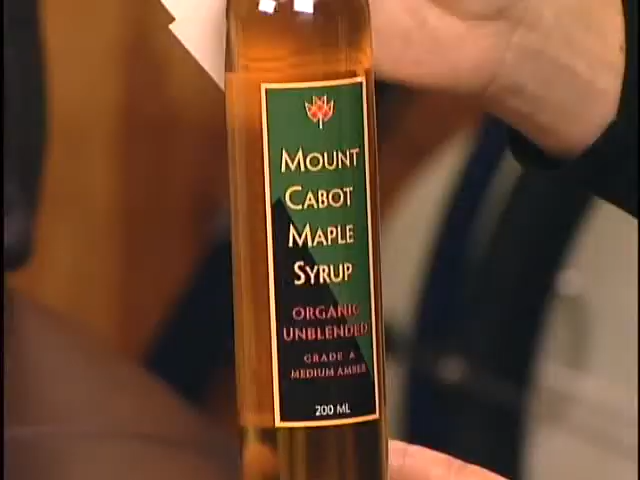 MOUNT
CABOT
MAPLE
SYRUP
ORGANIC
UNBLENDED
GRADE A
MEDIUM AMBER
200 ML